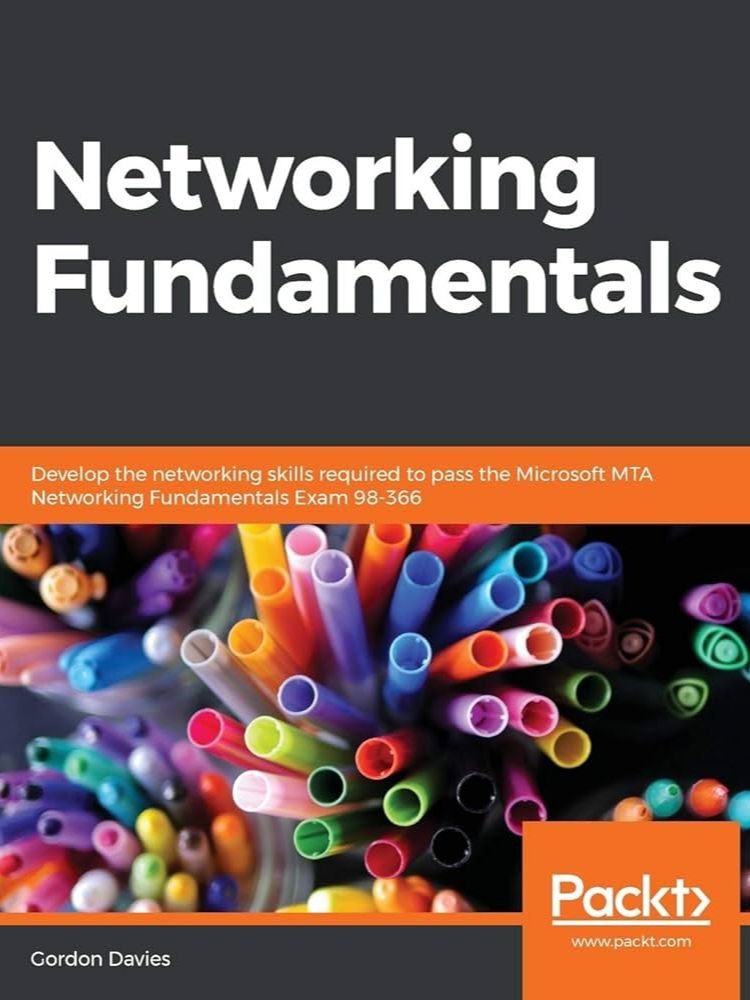 Networking
Fundamentals
Develop the networking skills required to pass the Microsoft MTA
Networking Fundamentals Exam 98-366
Packt>
www.packt.com
Gordon Davies